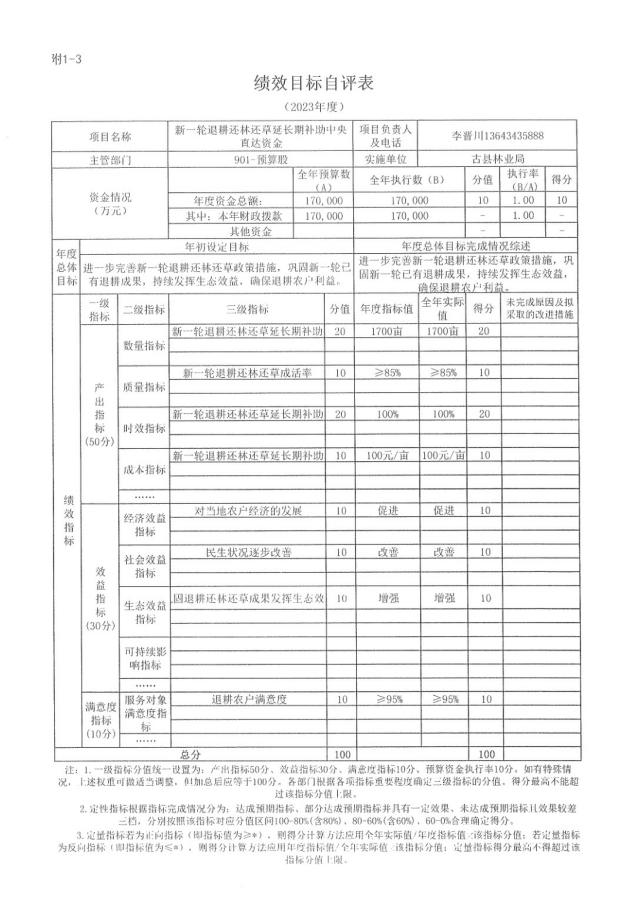 附1-3
绩效目标自评表
(2023年度)
项目名称 新一轮退耕还林还草延长期补助中央直达资金 项目负责人及电话 李晋川13643435888
主管部门 901-预算股 实施单位 古县林业局
资金情况(万元) 全年预算数(A) 全年执行数(B) 分值 执行率(B/A) 得分
年度资金总额: 170,000 170,000 10 1.00 10
其中: 本年财政拨款 170,000 170,000 - 1.00 -
其他资金 - -
年度总体目标 年初设定目标 年度总体目标完成情况综述
进一步完善新一轮退耕还林还草政策措施，巩固新一轮已有退耕成果，持续发挥生态效益，确保退耕农户利益。 进一步完善新一轮退耕还林还草政策措施，巩固新一轮已有退耕成果，持续发挥生态效益，确保退耕农户利益。
绩效指标
一级指标 二级指标 三级指标 分值 年度指标值 全年实际值 得分 未完成原因及拟采取的改进措施
产出指标(50分)
数量指标 新一轮退耕还林还草延长期补助 20 1700亩 1700亩 20
质量指标 新一轮退耕还林还草成活率 10 ≥85% ≥85% 10
时效指标 新一轮退耕还林还草延长期补助 20 100% 100% 20
成本指标 新一轮退耕还林还草延长期补助 10 100元/亩 100元/亩 10
……
效益指标(30分)
经济效益指标 对当地农户经济的发展 10 促进 促进 10
社会效益指标 民生状况逐步改善 10 改善 改善 10
生态效益指标 固退耕还林还草成果发挥生态效 10 增强 增强 10
可持续影响指标
……
满意度指标(10分) 服务对象满意度指标 退耕农户满意度 10 ≥95% ≥95% 10
……
总分 100 100
注: 1.一级指标分值统一设置为: 产出指标50分、效益指标30分、满意度指标10分、预算资金执行率10分。如有特殊情
况，上述权重可做适当调整，但加总后应等于100分。各部门根据各项指标重要程度确定三级指标的分值。得分最高不能超
过该指标分值上限。
2.定性指标根据指标完成情况分为: 达成预期指标、部分达成预期指标并具有一定效果、未达成预期指标且效果较差
三档，分别按照该指标对应分值区间100-80%(含80%)、80-60%(含60%)、60-0%合理确定得分。
3.定量指标若为正向指标（即指标值为≥*），则得分计算方法应用全年实际值/年度指标值*该指标分值; 若定量指标
为反向指标（即指标值为≤*），则得分计算方法应用年度指标值/全年实际值*该指标分值; 定量指标得分最高不得超过该
指标分值上限。